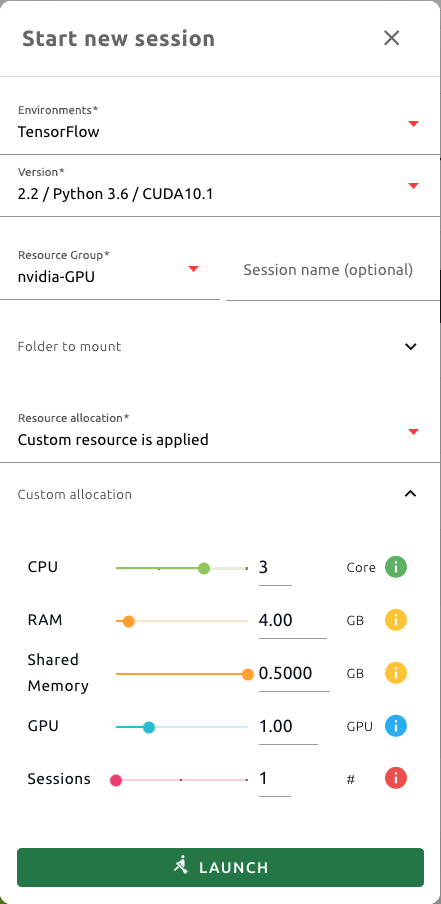 Start new session
Environments*
TensorFlow
Version*
2.2 / Python 3.6 / CUDA10.1
Resource Group*
nvidia-GPU
Session name (optional)
Folder to mount
Resource allocation*
Custom resource is applied
Custom allocation
CPU 3 Core i
RAM 4.00 GB i
Shared
Memory 0.5000 GB i
GPU 1.00 GPU i
Sessions 1 # i
LAUNCH